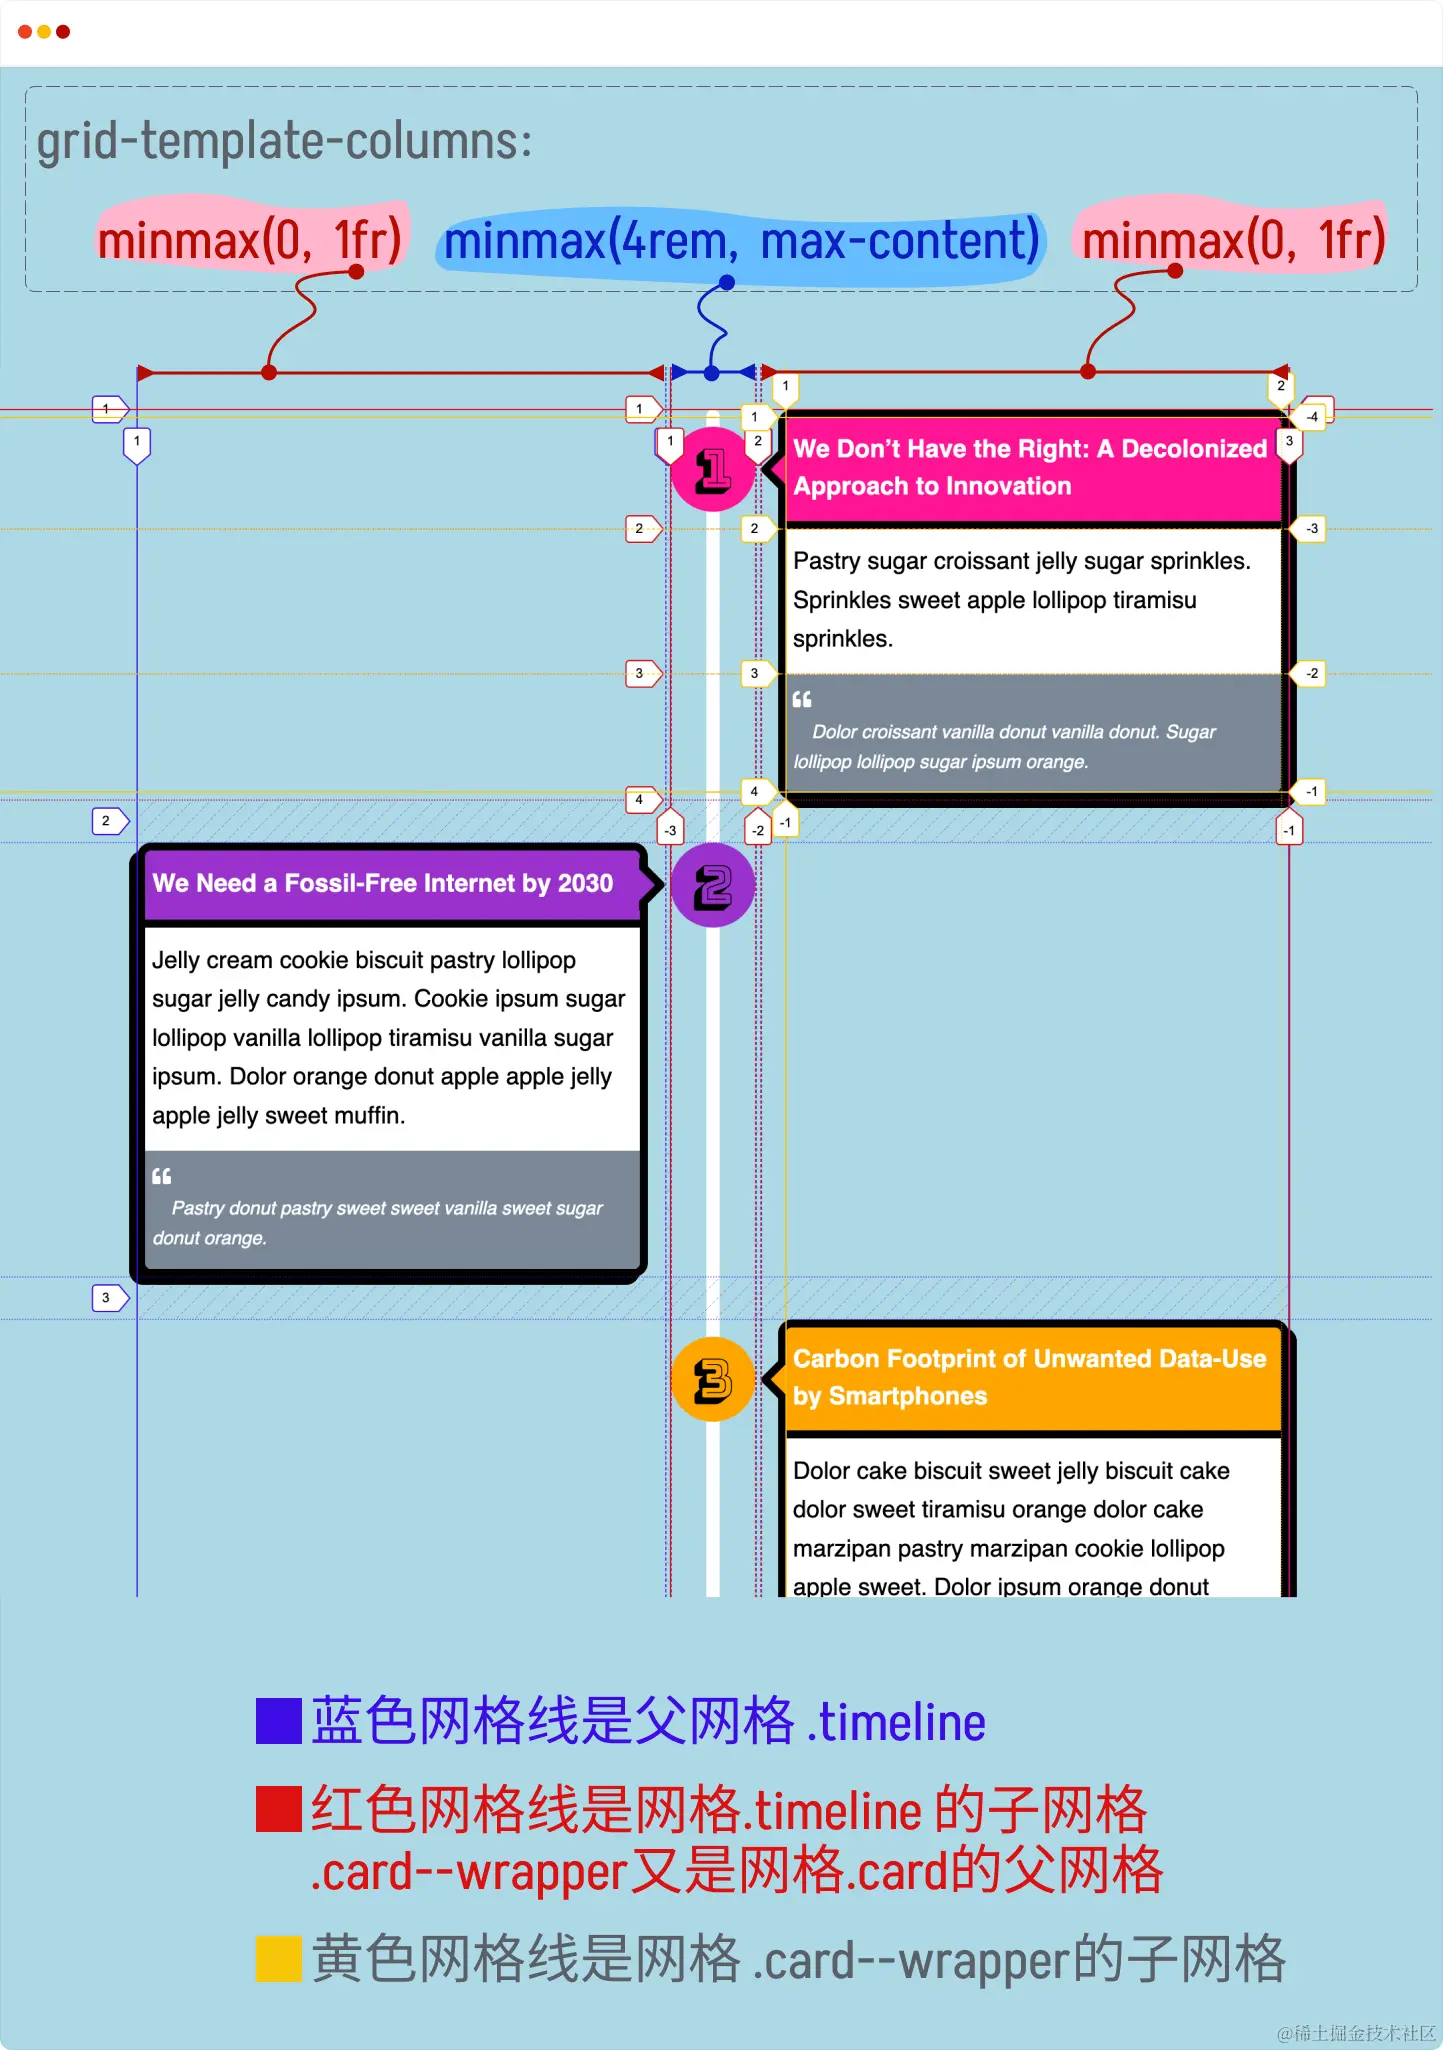 grid-template-columns:
minmax(0, 1fr) minmax(4rem, max-content) minmax(0, 1fr)
1 2
1 1 1 -4
1 1 2 3
1
We Don’t Have the Right: A Decolonized
Approach to Innovation
2 2 -3
Pastry sugar croissant jelly sugar sprinkles.
Sprinkles sweet apple lollipop tiramisu
sprinkles.
3 3 -2
“
Dolor croissant vanilla donut vanilla donut. Sugar
lollipop lollipop sugar ipsum orange.
4 4 -1
2 -3 -2 -1 -1
We Need a Fossil-Free Internet by 2030
2
Jelly cream cookie biscuit pastry lollipop
sugar jelly candy ipsum. Cookie ipsum sugar
lollipop vanilla lollipop tiramisu vanilla sugar
ipsum. Dolor orange donut apple apple jelly
apple jelly sweet muffin.
“
Pastry donut pastry sweet sweet vanilla sweet sugar
donut orange.
3
3
Carbon Footprint of Unwanted Data-Use
by Smartphones
Dolor cake biscuit sweet jelly biscuit cake
dolor sweet tiramisu orange dolor cake
marzipan pastry marzipan cookie lollipop
apple sweet. Dolor ipsum orange donut
蓝色网格线是父网格 .timeline
红色网格线是网格.timeline 的子网格
.card--wrapper又是网格.card的父网格
黄色网格线是网格 .card--wrapper的子网格
@稀土掘金技术社区